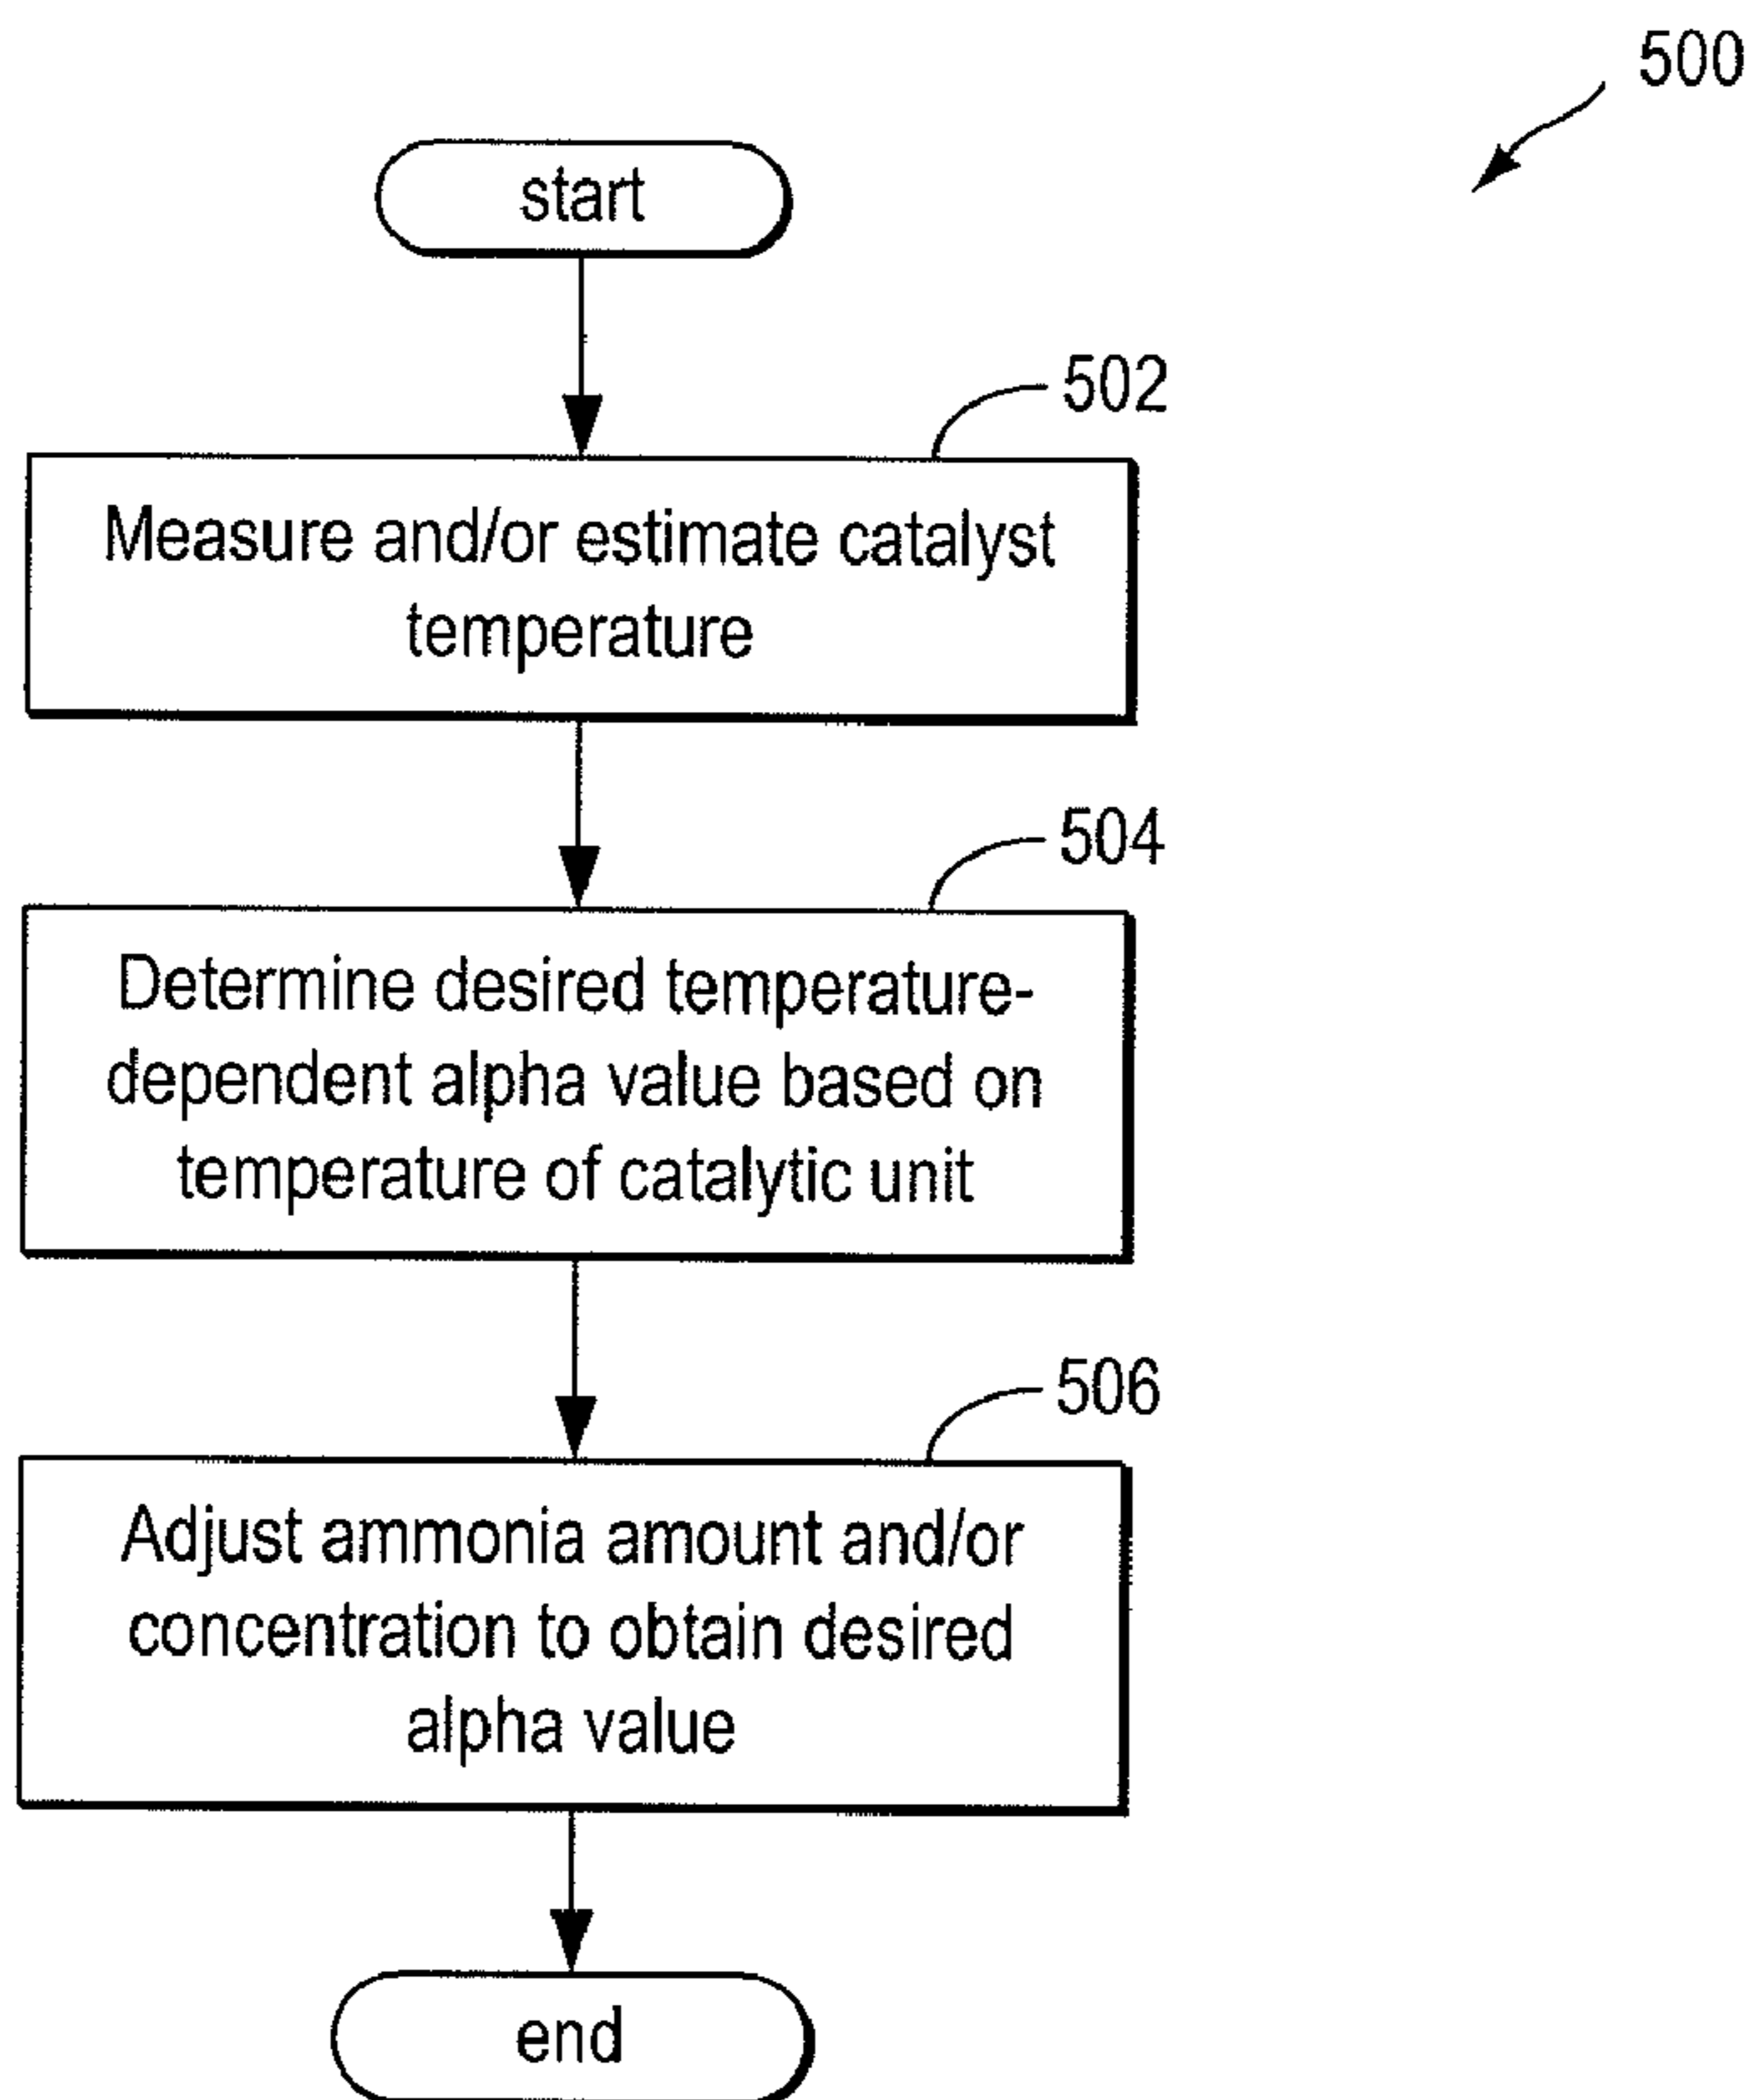 500
start
502
Measure and/or estimate catalyst
temperature
504
Determine desired temperature-
dependent alpha value based on
temperature of catalytic unit
506
Adjust ammonia amount and/or
concentration to obtain desired
alpha value
end